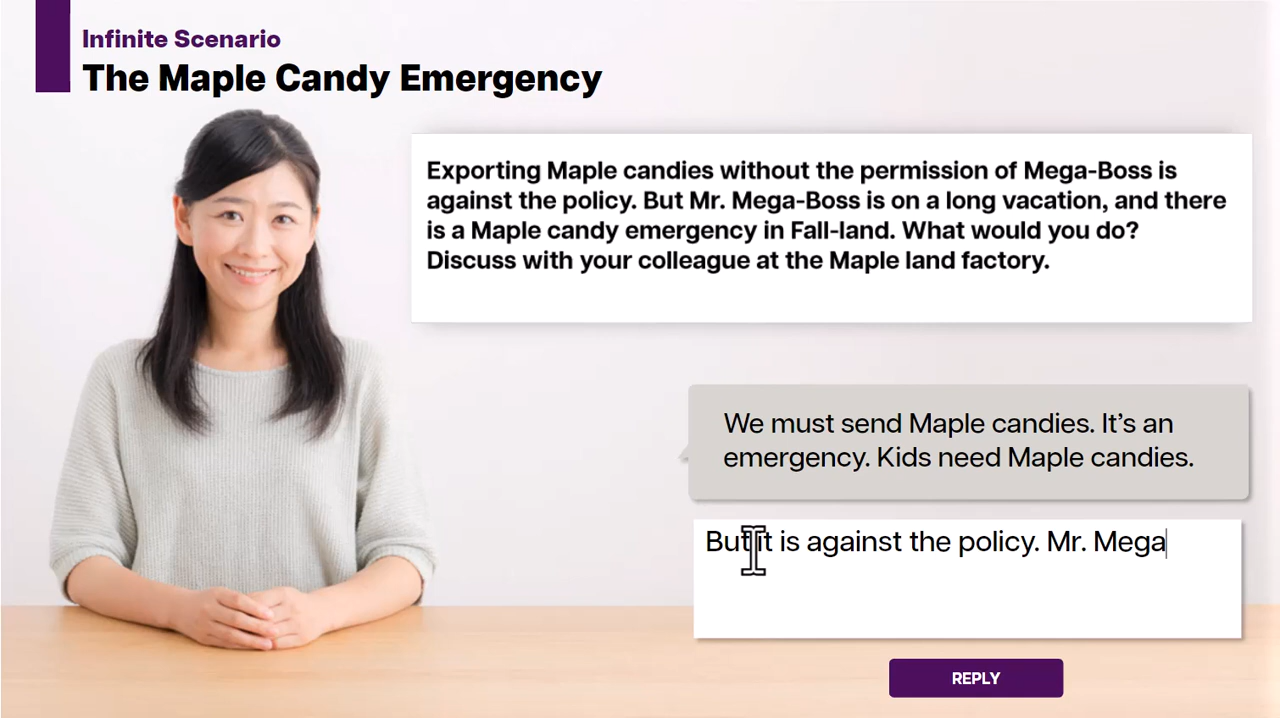 Infinite Scenario
The Maple Candy Emergency
Exporting Maple candies without the permission of Mega-Boss is
against the policy. But Mr. Mega-Boss is on a long vacation, and there
is a Maple candy emergency in Fall-land. What would you do?
Discuss with your colleague at the Maple land factory.
We must send Maple candies. It's an
emergency. Kids need Maple candies.
But it is against the policy. Mr. Mega
REPLY